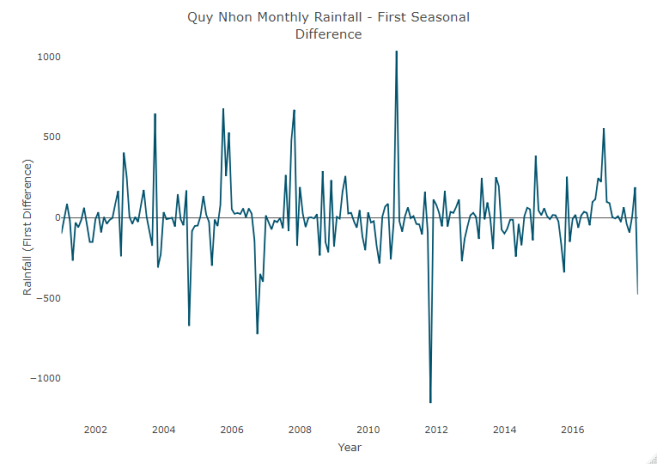 Quy Nhon Monthly Rainfall - First Seasonal
Difference
Rainfall (FIrst Difference)
1000
500
0
−500
−1000
2002 2004 2006 2008 2010 2012 2014 2016
Year